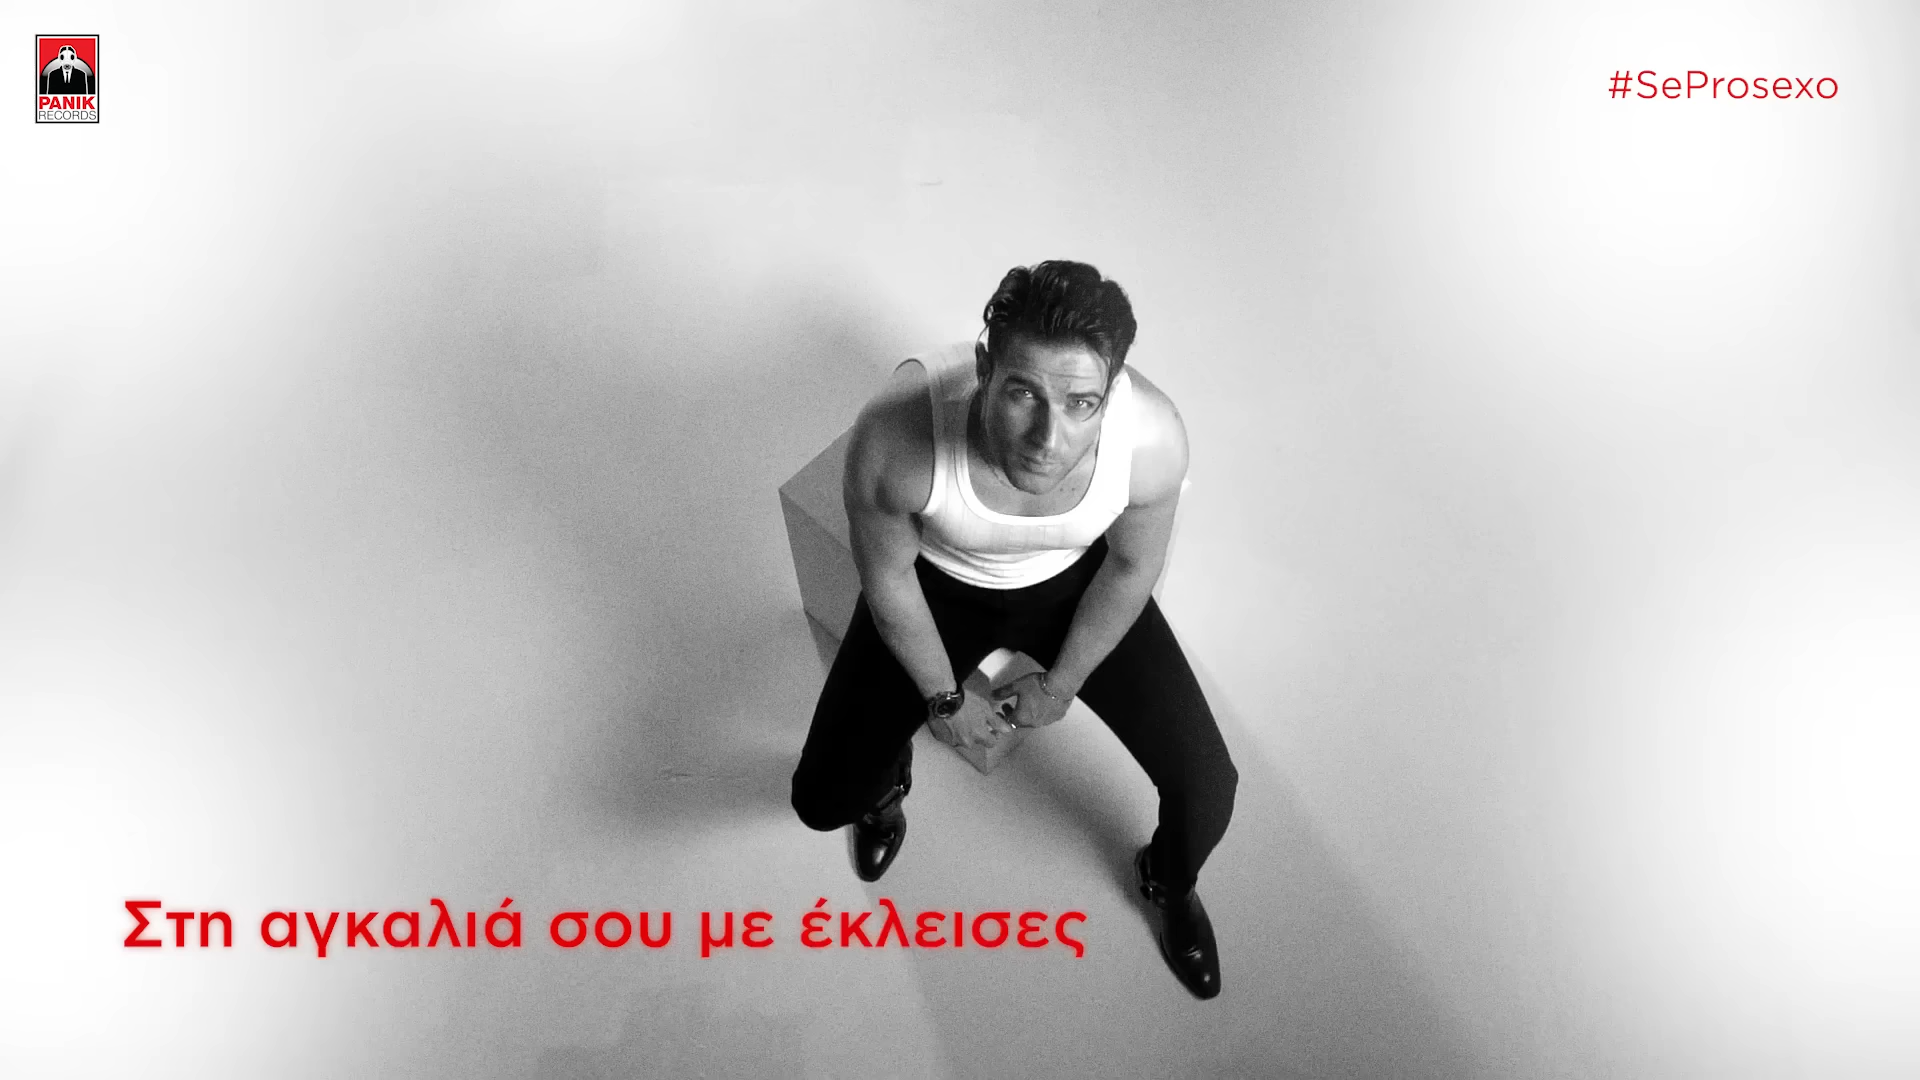 PANIK
RECORDS
#SeProsexo
Στη αγκαλιά σου με έκλεισες